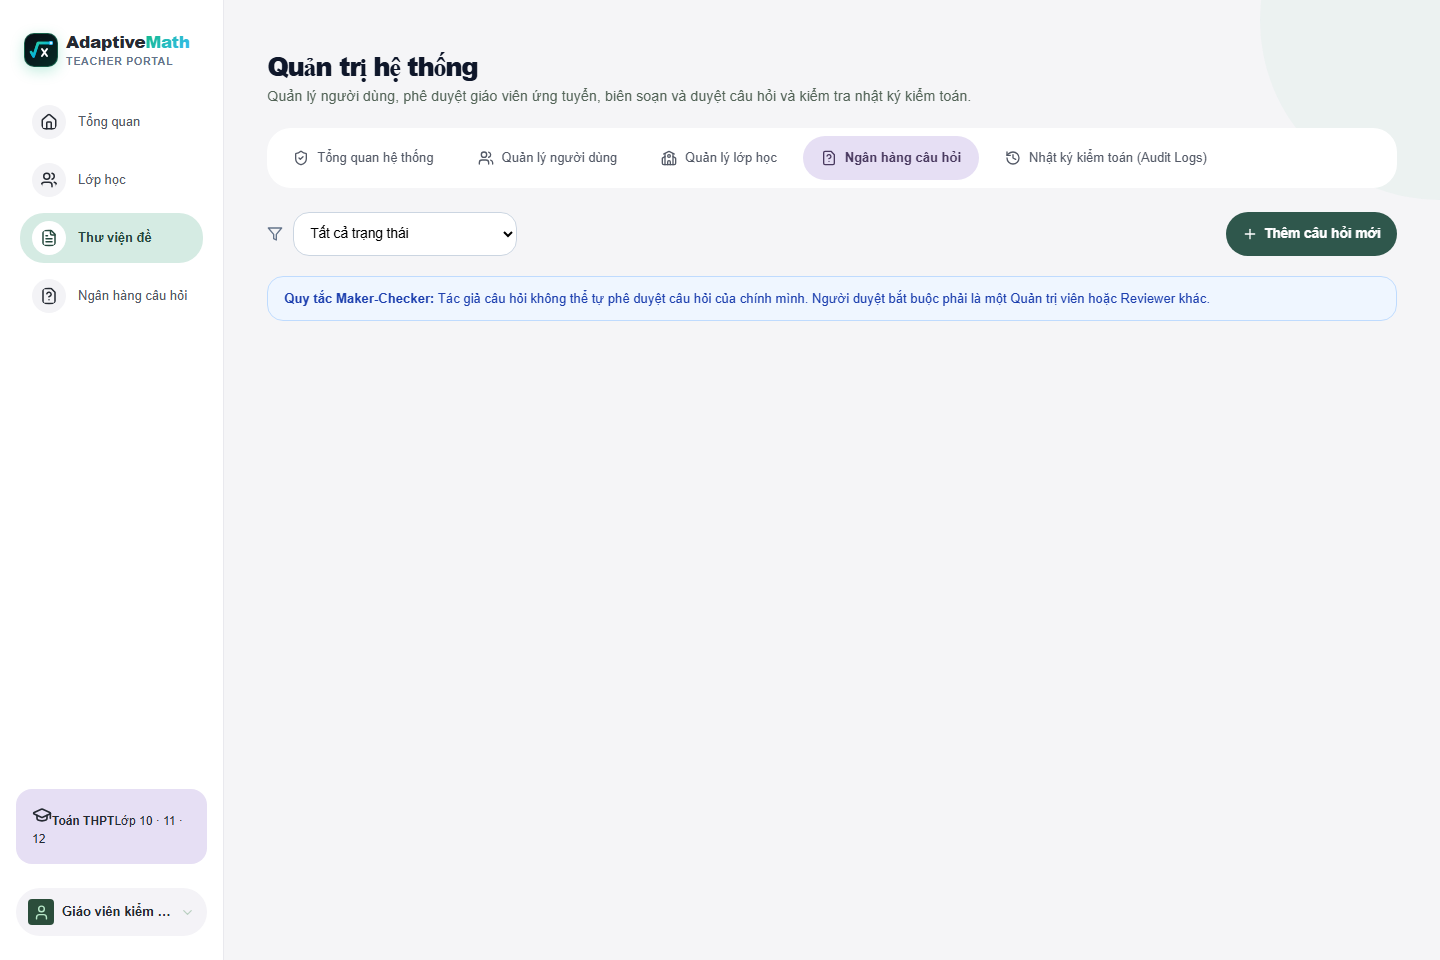 AdaptiveMath
TEACHER PORTAL
Tổng quan
Lớp học
Thư viện đề
Ngân hàng câu hỏi
Toán THPTLớp 10 · 11 ·
12
Giáo viên kiểm ...
Quản trị hệ thống
Quản lý người dùng, phê duyệt giáo viên ứng tuyển, biên soạn và duyệt câu hỏi và kiểm tra nhật ký kiểm toán.
Tổng quan hệ thống
Quản lý người dùng
Quản lý lớp học
Ngân hàng câu hỏi
Nhật ký kiểm toán (Audit Logs)
Tất cả trạng thái
Thêm câu hỏi mới
Quy tắc Maker-Checker: Tác giả câu hỏi không thể tự phê duyệt câu hỏi của chính mình. Người duyệt bắt buộc phải là một Quản trị viên hoặc Reviewer khác.